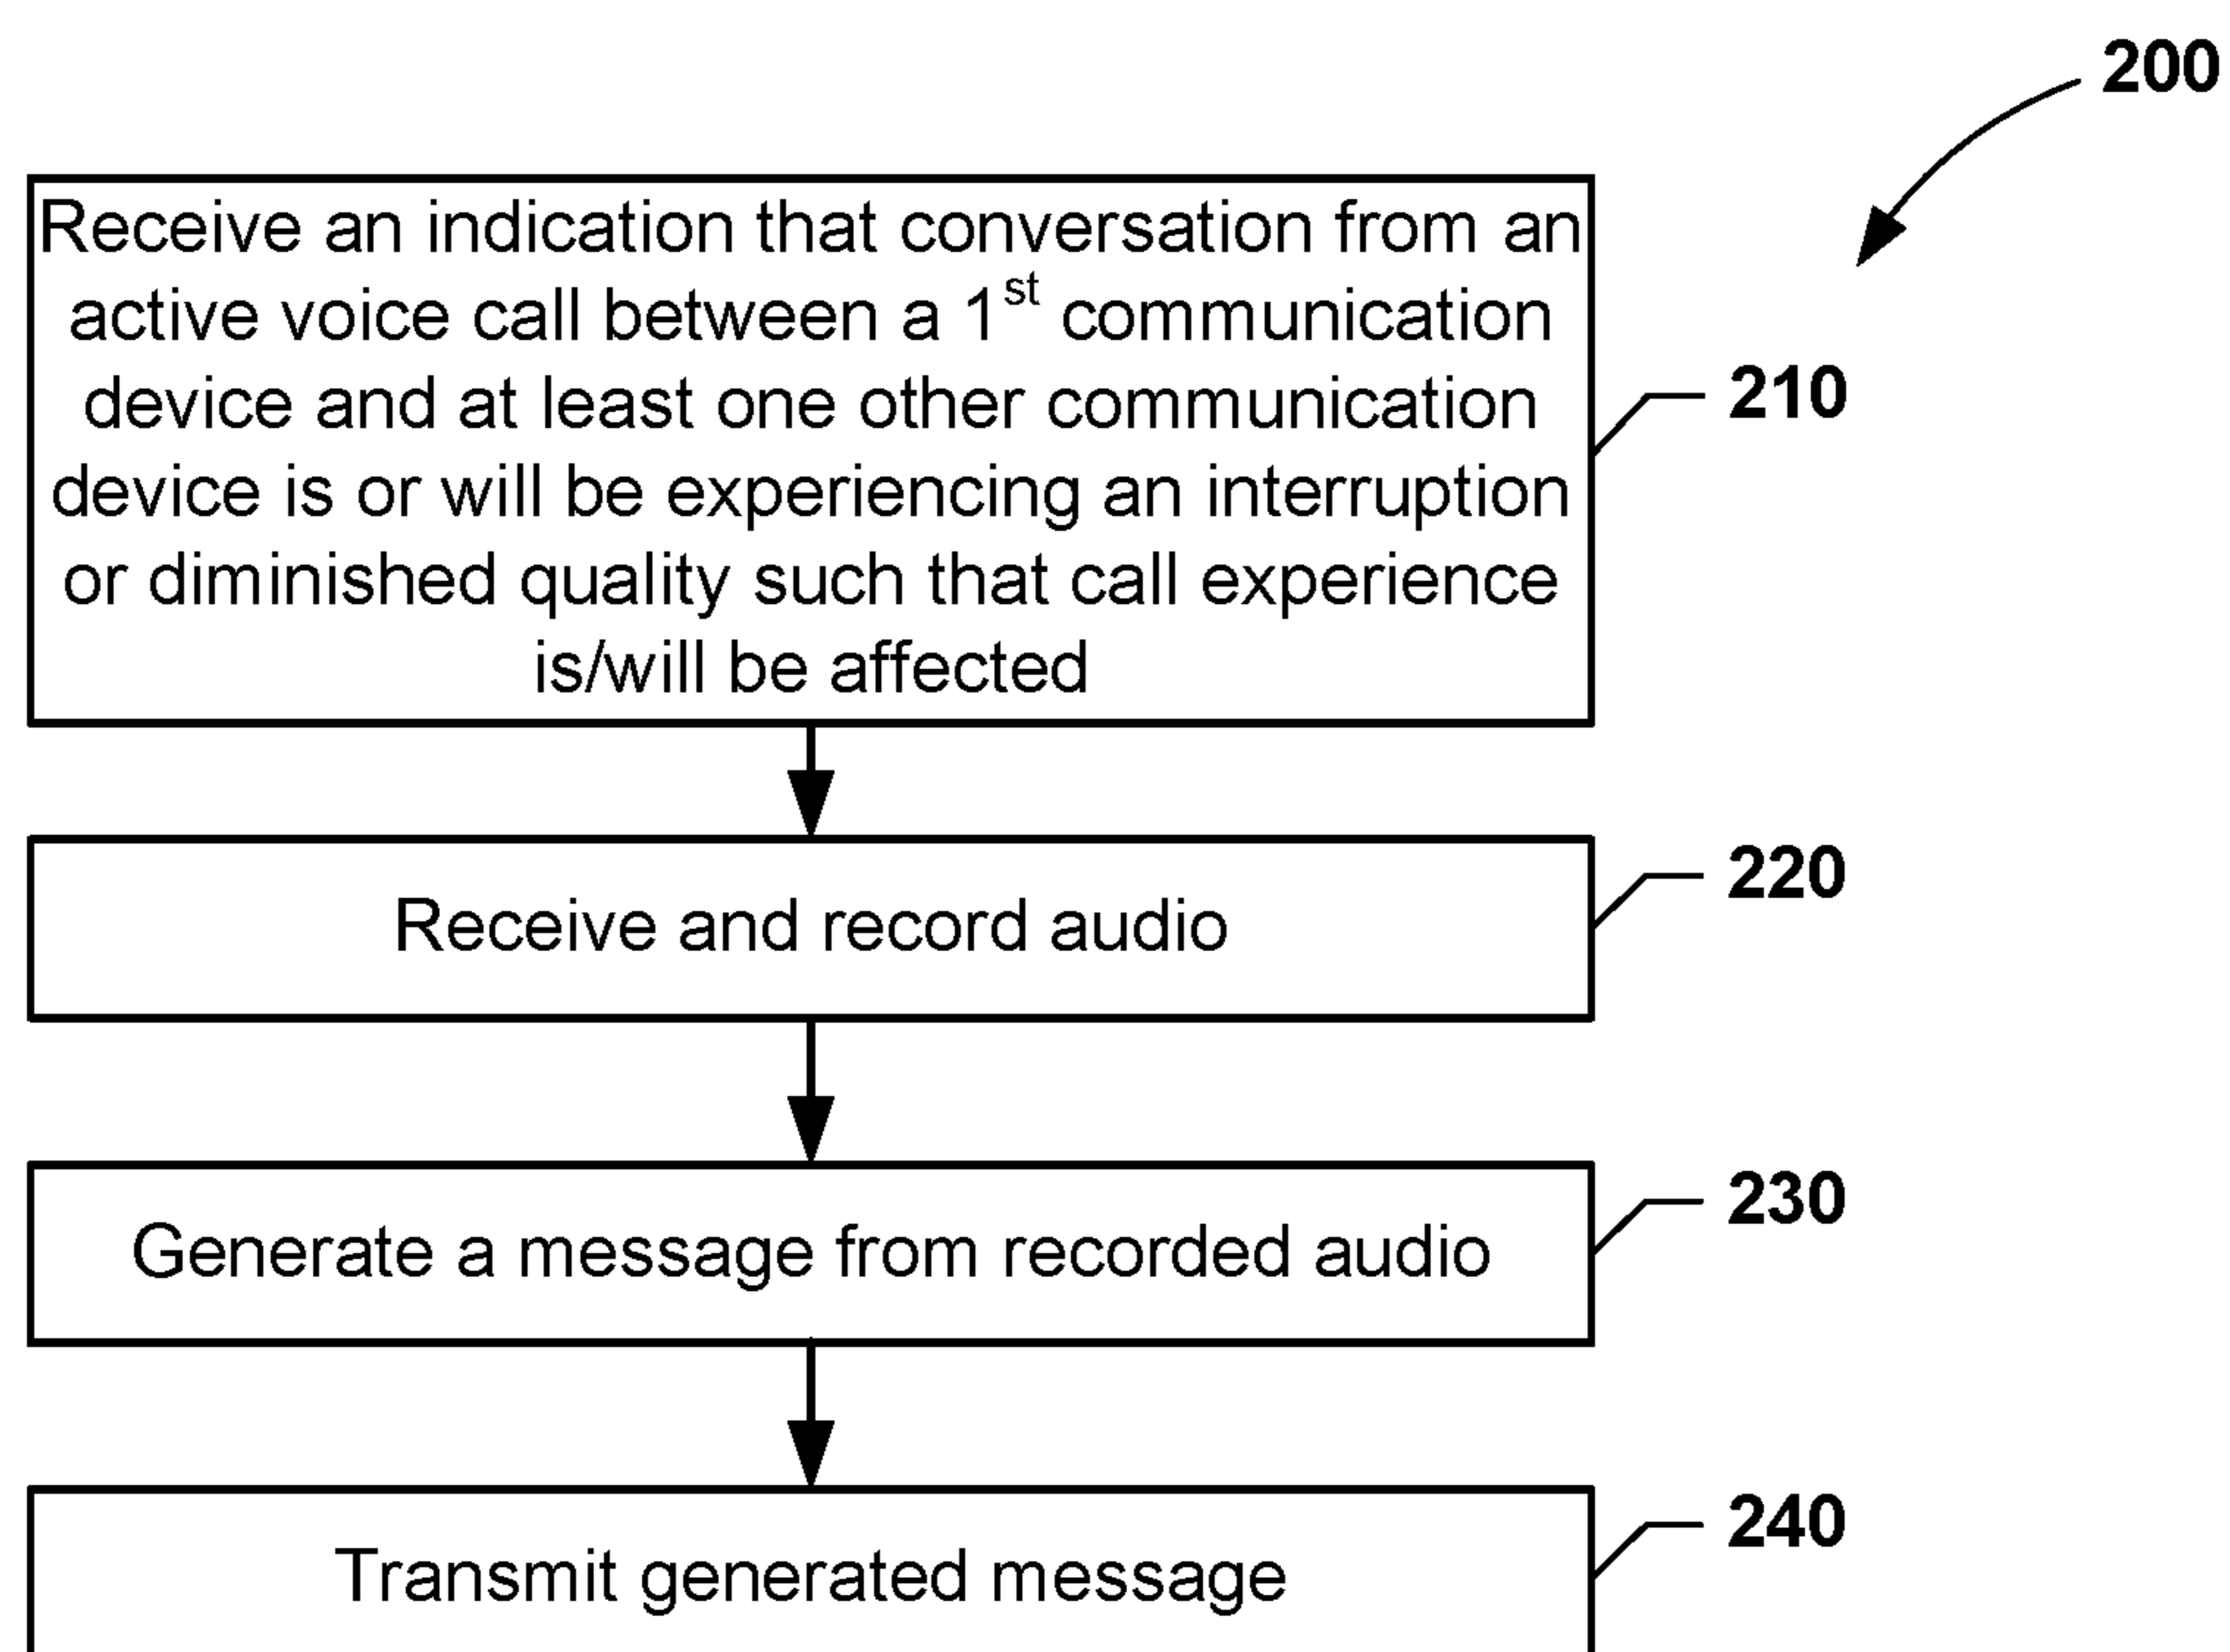 200
Receive an indication that conversation from an
active voice call between a 1st communication
device and at least one other communication
device is or will be experiencing an interruption
or diminished quality such that call experience
is/will be affected
210
Receive and record audio
220
Generate a message from recorded audio
230
Transmit generated message
240